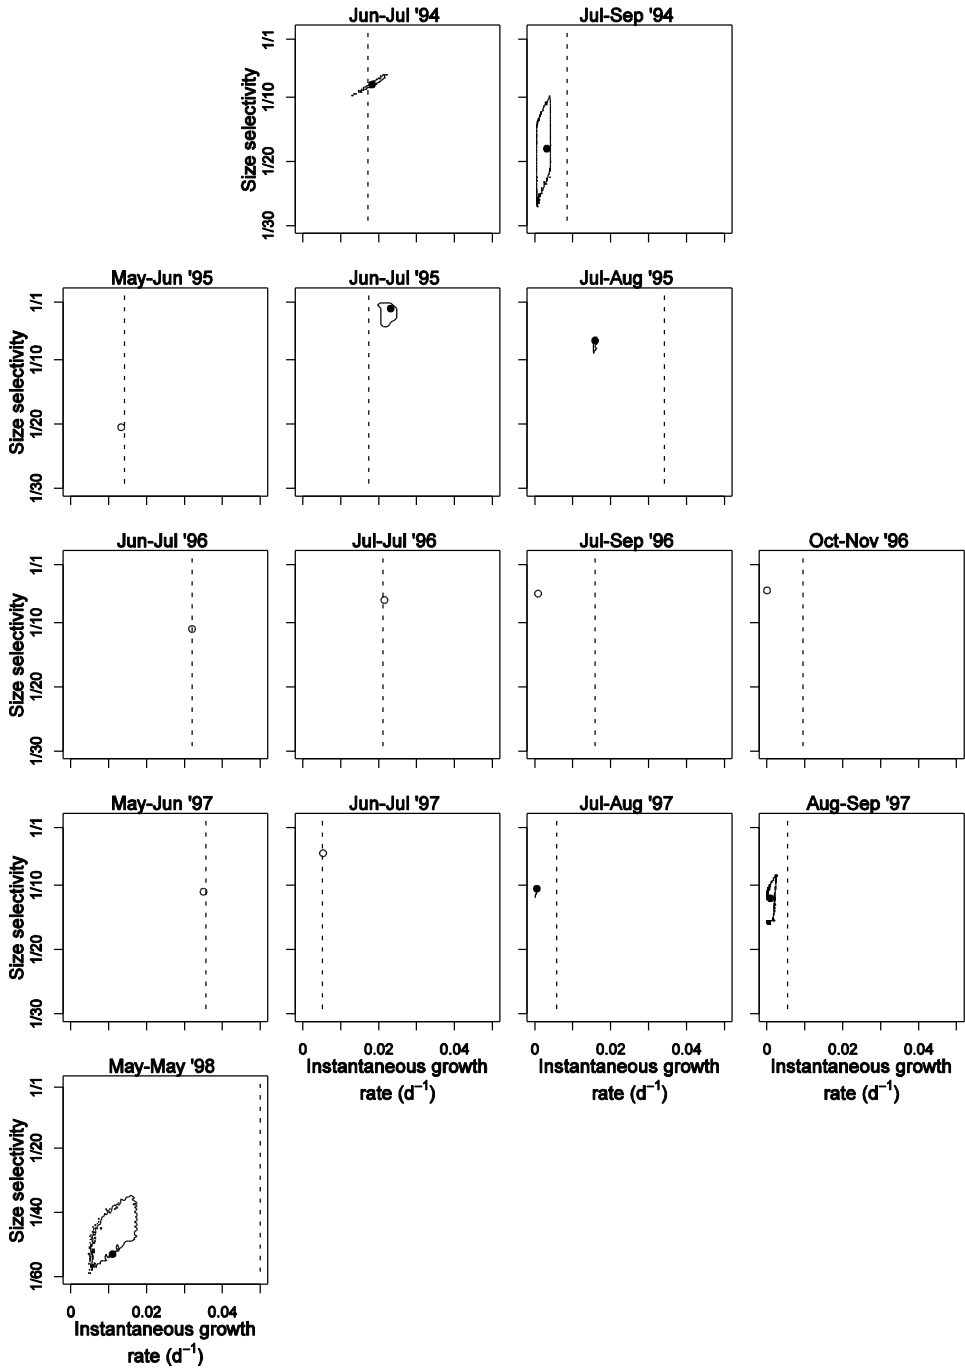 Jun-Jul '94
Jul-Sep '94
Size selectivity
1/1
1/10
1/20
1/30
May-Jun '95
Jun-Jul '95
Jul-Aug '95
Size selectivity
1/1
1/10
1/20
1/30
Jun-Jul '96
Jul-Jul '96
Jul-Sep '96
Oct-Nov '96
Size selectivity
1/1
1/10
1/20
1/30
May-Jun '97
Jun-Jul '97
Jul-Aug '97
Aug-Sep '97
Size selectivity
1/1
1/10
1/20
1/30
0 0.02 0.04
Instantaneous growth
rate (d⁻¹)
0 0.02 0.04
Instantaneous growth
rate (d⁻¹)
0 0.02 0.04
Instantaneous growth
rate (d⁻¹)
May-May '98
Size selectivity
1/1
1/20
1/40
1/60
0 0.02 0.04
Instantaneous growth
rate (d⁻¹)